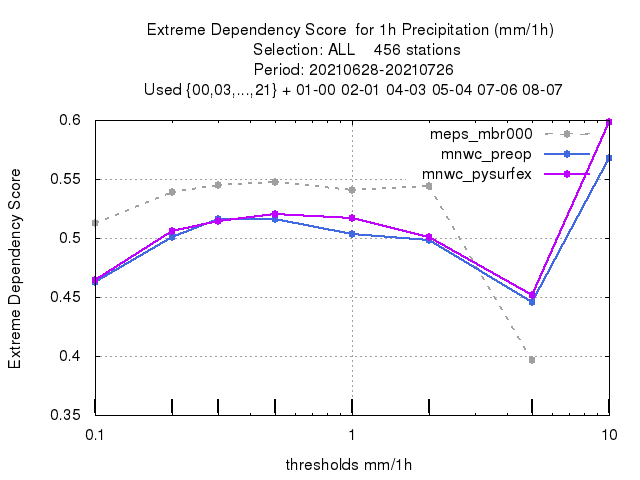 Extreme Dependency Score  for 1h Precipitation (mm/1h)
Selection: ALL    456 stations
Period: 20210628-20210726
Used {00,03,...,21} + 01-00 02-01 04-03 05-04 07-06 08-07
meps_mbr000
mnwc_preop
mnwc_pysurfex
Extreme Dependency Score
0.6
0.55
0.5
0.45
0.4
0.35
0.1 1 10
thresholds mm/1h